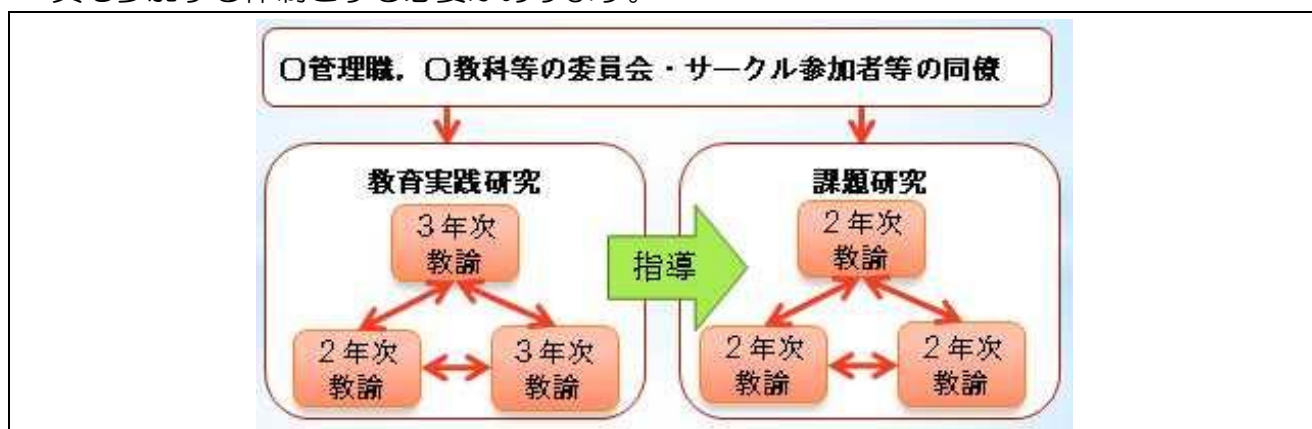 〇管理職，〇教科等の委員会・サークル参加者等の同僚
教育実践研究
3年次
教諭
2年次
教諭
3年次
教諭
指導
課題研究
2年次
教諭
2年次
教諭
2年次
教諭